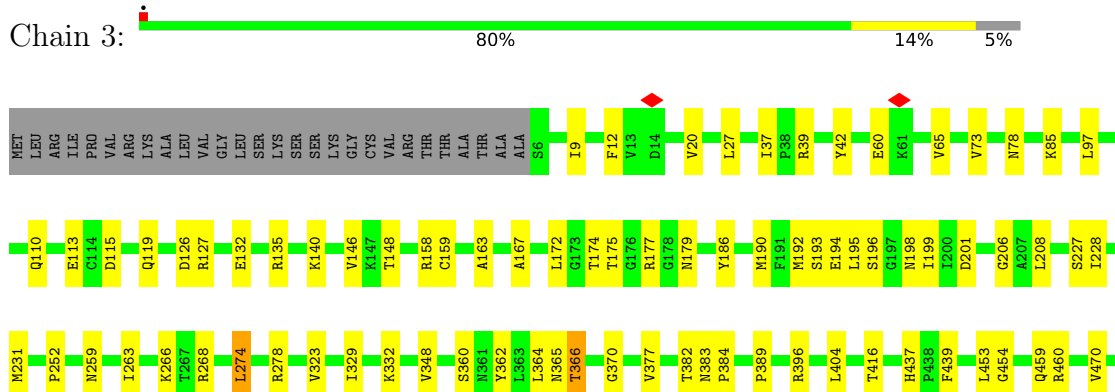 Chain 3:
80% 14% 5%
MET LEU ARG ILE PRO VAL ARG LYS ALA LEU VAL GLY LEU SER LYS SER SER LYS GLY CYS VAL ARG THR THR ALA THR ALA ALA S6 I9 F12 V13 D14 V20 L27 I37 P38 R39 Y42 E60 K61 V65 V73 N78 K85 L97
Q110 E113 C114 D115 Q119 D126 R127 E132 R135 K140 V146 K147 T148 R158 C159 A163 A167 L172 G173 T174 T175 G176 R177 G178 N179 Y186 M190 F191 M192 S193 E194 L195 S196 G197 N198 I199 I200 D201 G206 A207 L208 S227 I228
M231 P252 N259 I263 K266 T267 R268 L274 R278 V323 I329 K332 V348 S360 N361 Y362 L363 L364 N365 T366 G370 V377 T382 N383 P384 P389 R396 L404 T416 H437 P438 F439 L453 G454 Q459 R460 V470